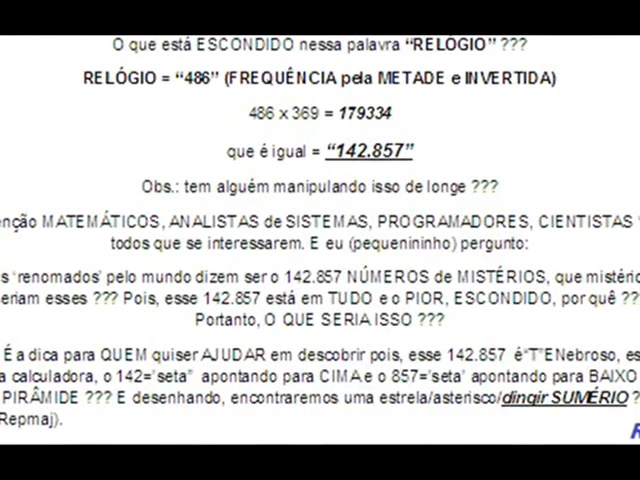 O que está ESCONDIDO nessa palavra “RELÓGIO” ???
RELÓGIO = “486” (FREQUÊNCIA pela METADE e INVERTIDA)
486 x 369 = 179334
que é igual = “142.857”
Obs.: tem alguém manipulando isso de longe ???
enção MATEMÁTICOS, ANALISTAS de SISTEMAS, PROGRAMADORES, CIENTISTAS
todos que se interessarem. E eu (pequenininho) pergunto:
s ‘renomados’ pelo mundo dizem ser o 142.857 NÚMEROS de MISTÉRIOS, que mistério
eriam esses ??? Pois, esse 142.857 está em TUDO e o PIOR, ESCONDIDO, por quê ??
Portanto, O QUE SERIA ISSO ???
É a dica para QUEM quiser AJUDAR em descobrir pois, esse 142.857 é“T”ENebroso, es
a calculadora, o 142=’seta” apontando para CIMA e o 857=’seta’ apontando para BAIXO
PIRÂMIDE ??? E desenhando, encontraremos uma estrela/asterisco/dingir SUMÉRIO ?
Repmaj).
R